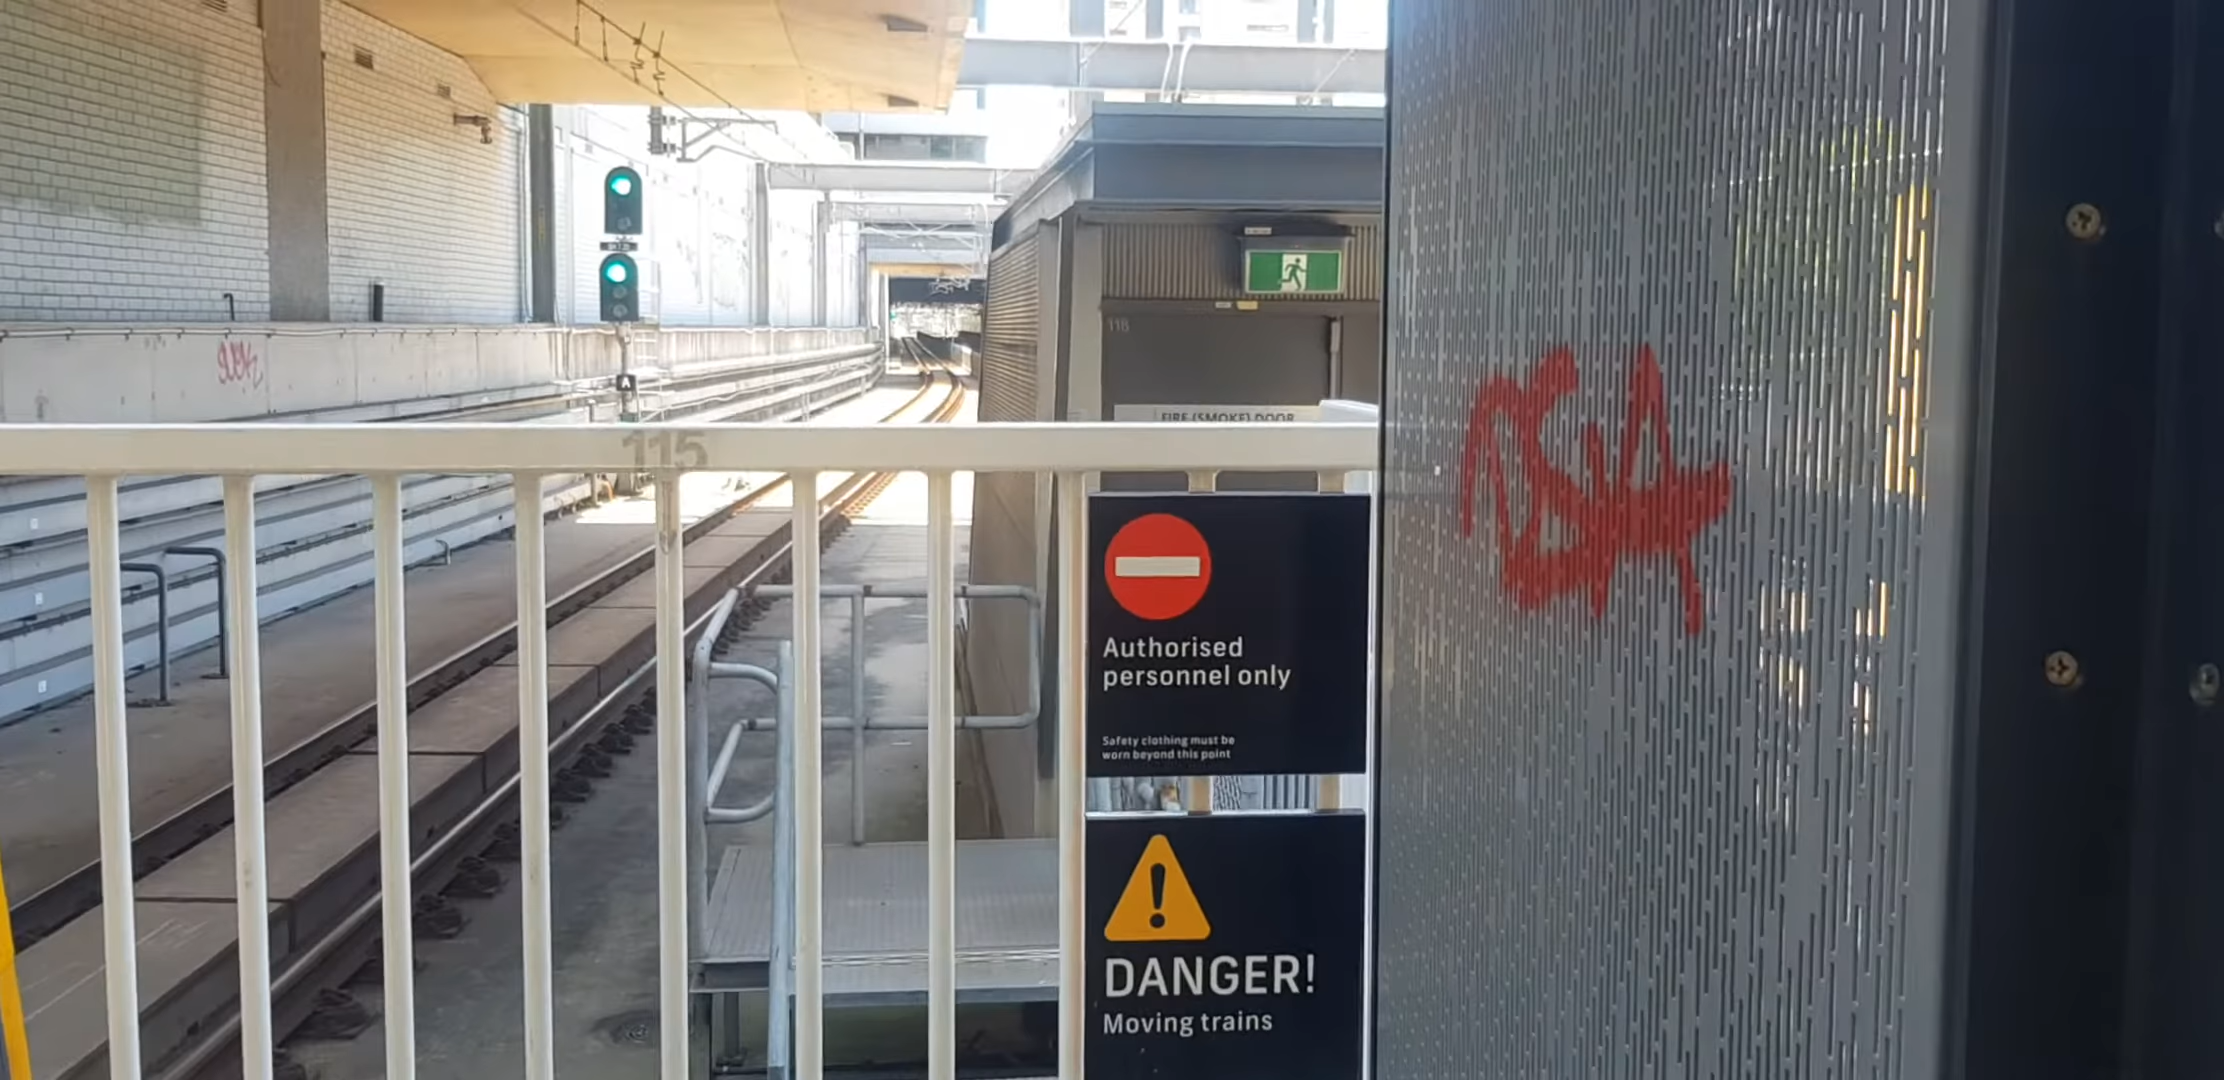 118
FIRE (SMOKE) DOOR
A
115
Authorised
personnel only
Safety clothing must be
worn beyond this point
DANGER!
Moving trains